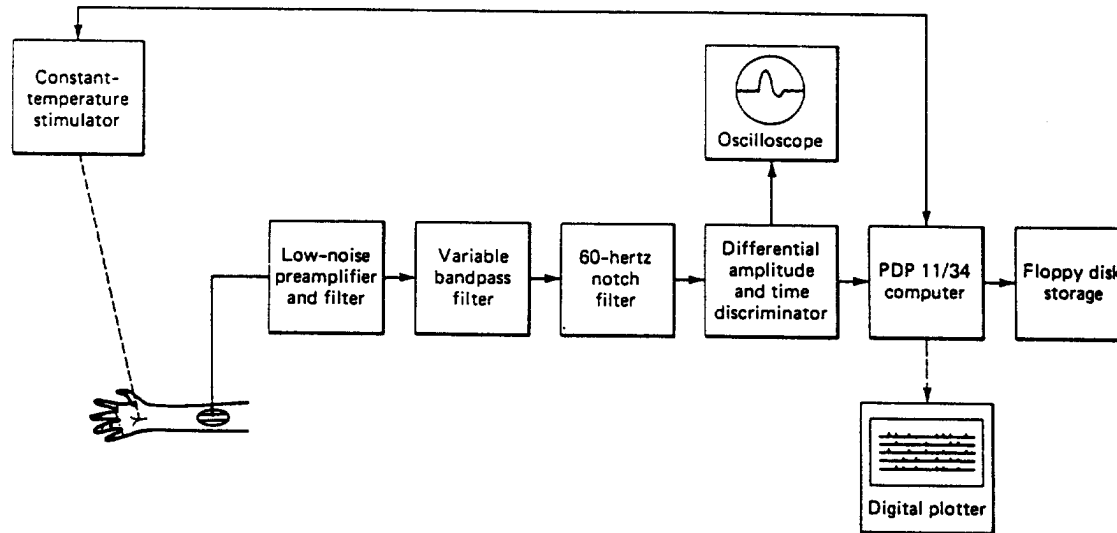 Constant-
temperature
stimulator
Oscilloscope
Low-noise
preamplifier
and filter
Variable
bandpass
filter
60-hertz
notch
filter
Differential
amplitude
and time
discriminator
PDP 11/34
computer
Floppy disk
storage
Digital plotter